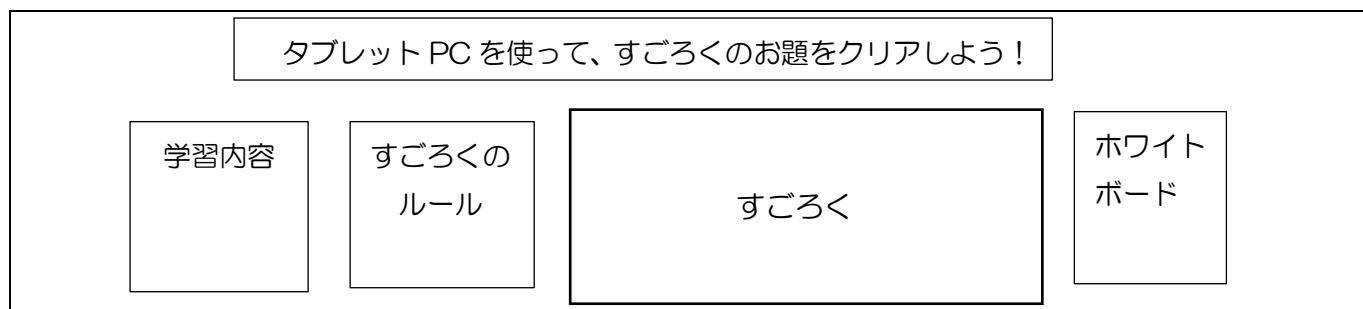 タブレット PC を使って、すごろくのお題をクリアしよう！
学習内容
すごろくの
ルール
すごろく
ホワイト
ボード